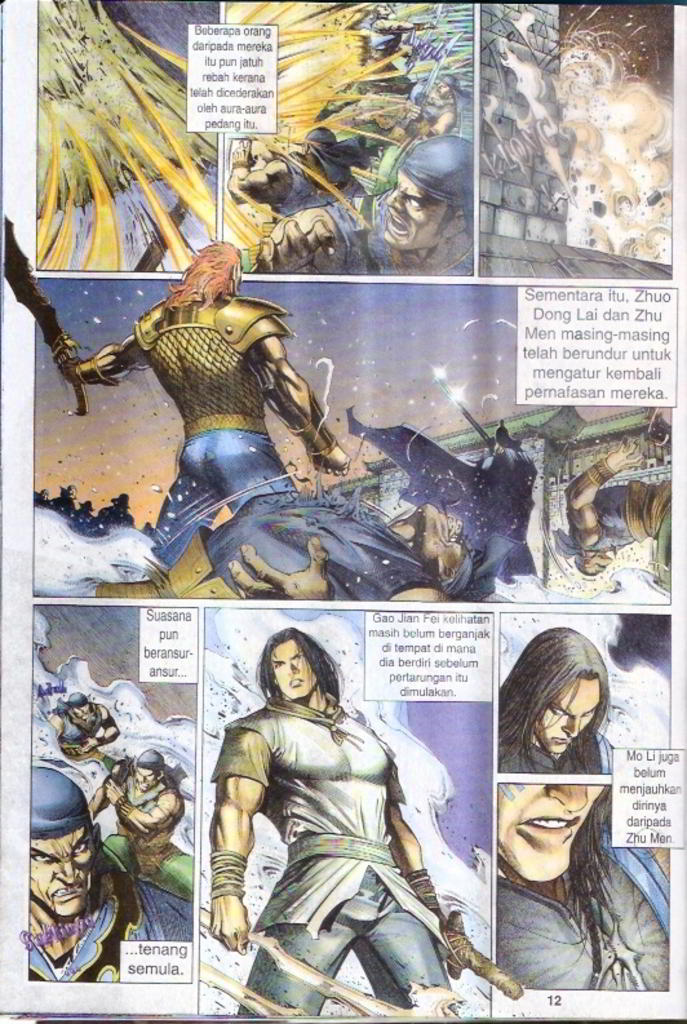 Beberapa orang
daripada mereka
itu pun jatuh
rebah kerana
telah dicederakan
oleh aura-aura
pedang itu.
Sementara itu, Zhuo
Dong Lai dan Zhu
Men masing-masing
telah berundur untuk
mengatur kembali
pernafasan mereka.
Suasana
pun
beransur-
ansur...
...tenang
semula.
Gao Jian Fei kelihatan
masih belum berganjak
di tempat di mana
dia berdiri sebelum
pertarungan itu
dimulakan.
Mo Li juga
belum
menjauhkan
dirinya
daripada
Zhu Men.
12